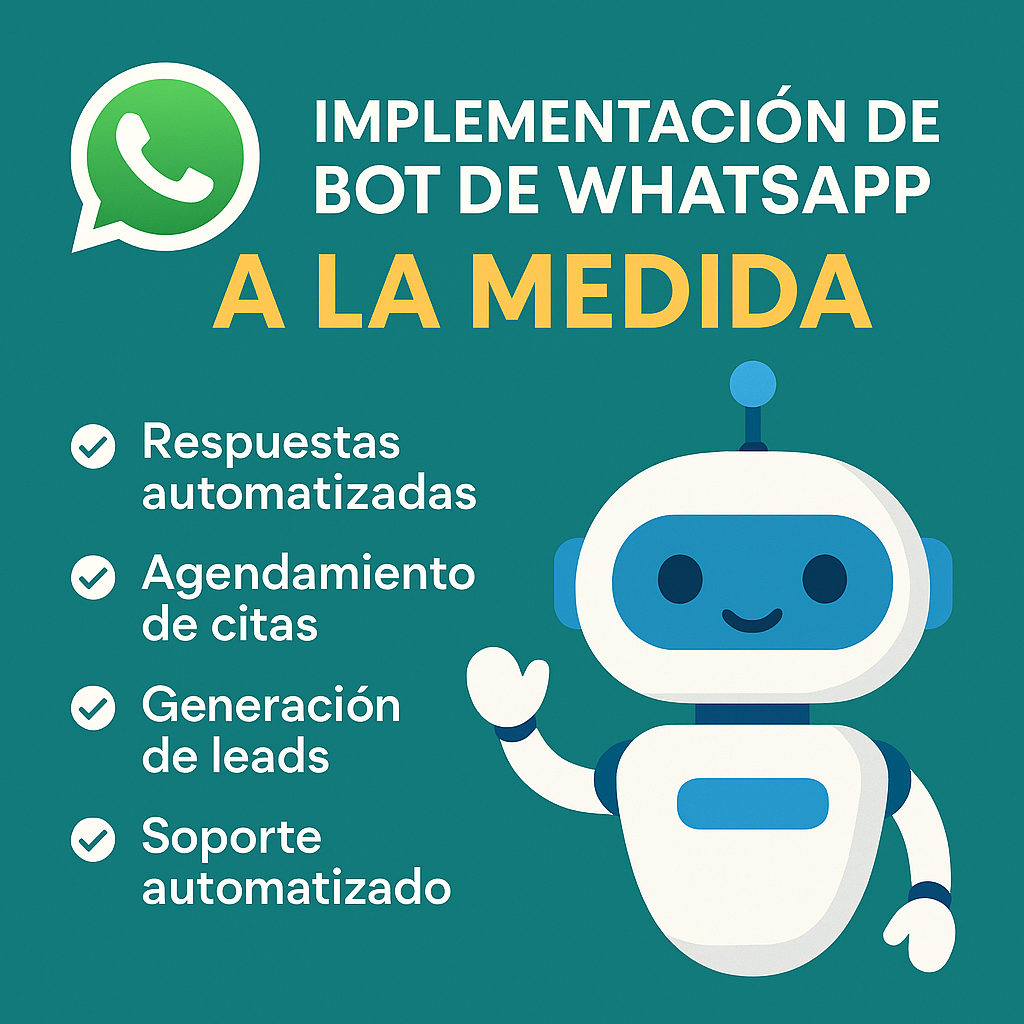 IMPLEMENTACIÓN DE
BOT DE WHATSAPP
A LA MEDIDA
Respuestas
automatizadas
Agendamiento
de citas
Generación
de leads
Soporte
automatizado